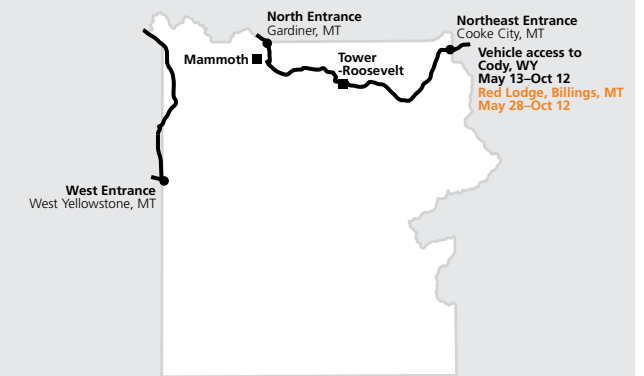 North Entrance
Gardiner, MT
Northeast Entrance
Cooke City, MT
Mammoth
Tower
-Roosevelt
Vehicle access to
Cody, WY
May 13–Oct 12
Red Lodge, Billings, MT
May 28–Oct 12
West Entrance
West Yellowstone, MT